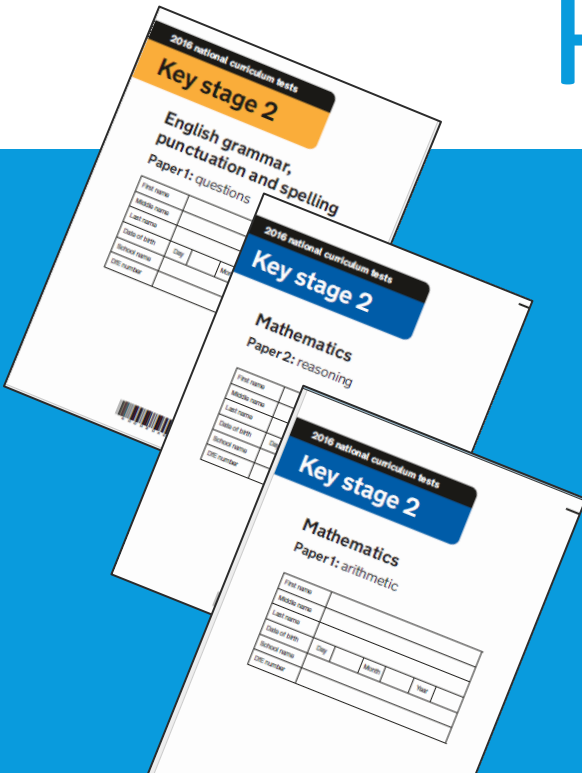 2016 national curriculum tests
Key stage 2
English grammar,
punctuation and spelling
Paper 1: questions
First name
Middle name
Last name
Date of birth
Day
School name
DfE number
2016 national curriculum tests
Key stage 2
Mathematics
Paper 2: reasoning
First name
Middle name
Last name
Date of birth
School name
DfE number
2016 national curriculum tests
Key stage 2
Mathematics
Paper 1: arithmetic
First name
Middle name
Last name
Date of birth
Day
Month
Year
School name
DfE number